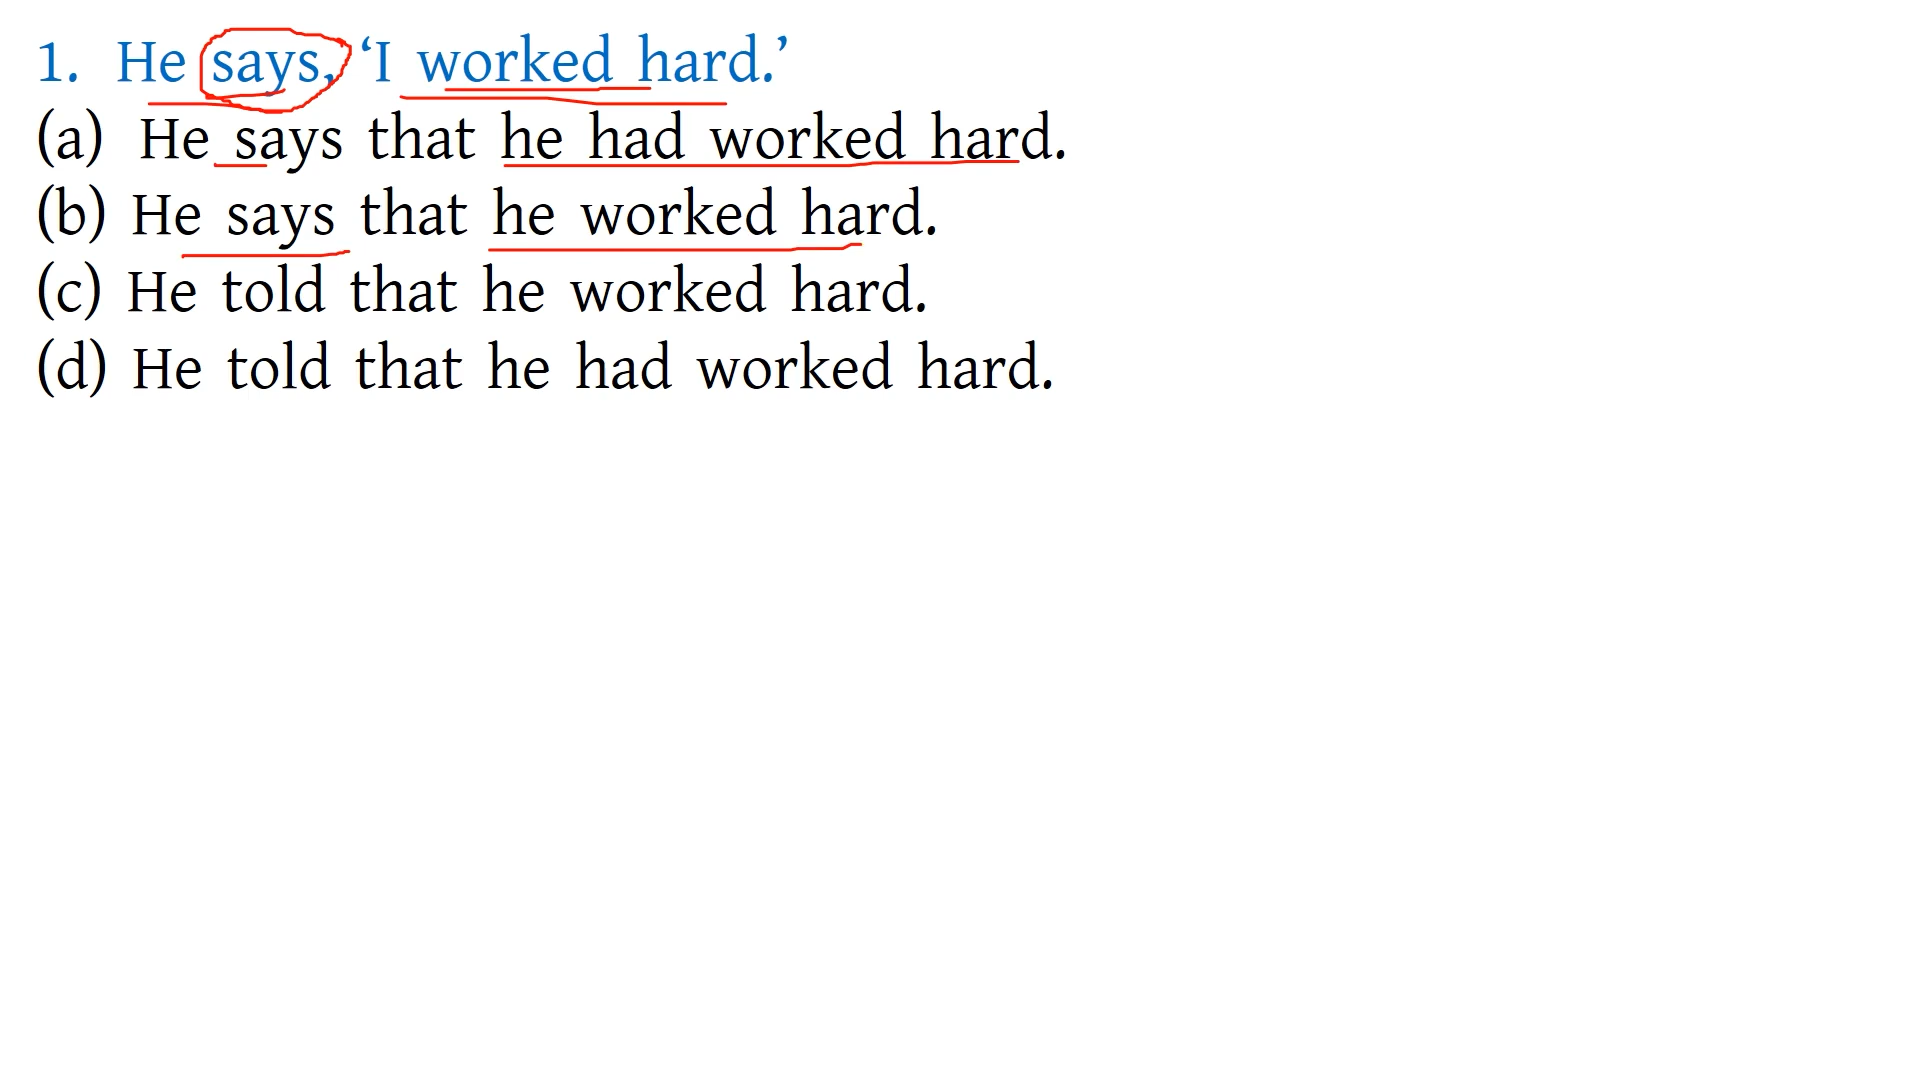 1. He says, ‘I worked hard.’
(a) He says that he had worked hard.
(b) He says that he worked hard.
(c) He told that he worked hard.
(d) He told that he had worked hard.